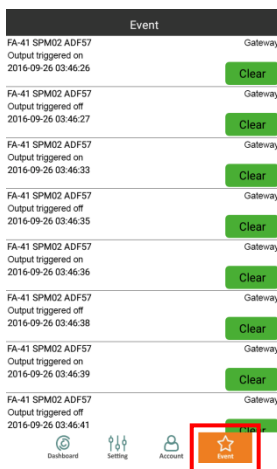 Event
FA-41 SPM02 ADF57 Gateway
Output triggered on
2016-09-26 03:46:26 Clear
FA-41 SPM02 ADF57 Gateway
Output triggered off
2016-09-26 03:46:27 Clear
FA-41 SPM02 ADF57 Gateway
Output triggered on
2016-09-26 03:46:33 Clear
FA-41 SPM02 ADF57 Gateway
Output triggered off
2016-09-26 03:46:35 Clear
FA-41 SPM02 ADF57 Gateway
Output triggered on
2016-09-26 03:46:36 Clear
FA-41 SPM02 ADF57 Gateway
Output triggered off
2016-09-26 03:46:38 Clear
FA-41 SPM02 ADF57 Gateway
Output triggered on
2016-09-26 03:46:39 Clear
FA-41 SPM02 ADF57 Gateway
Output triggered off
2016-09-26 03:46:41 Clear
Dashboard Setting Account Event